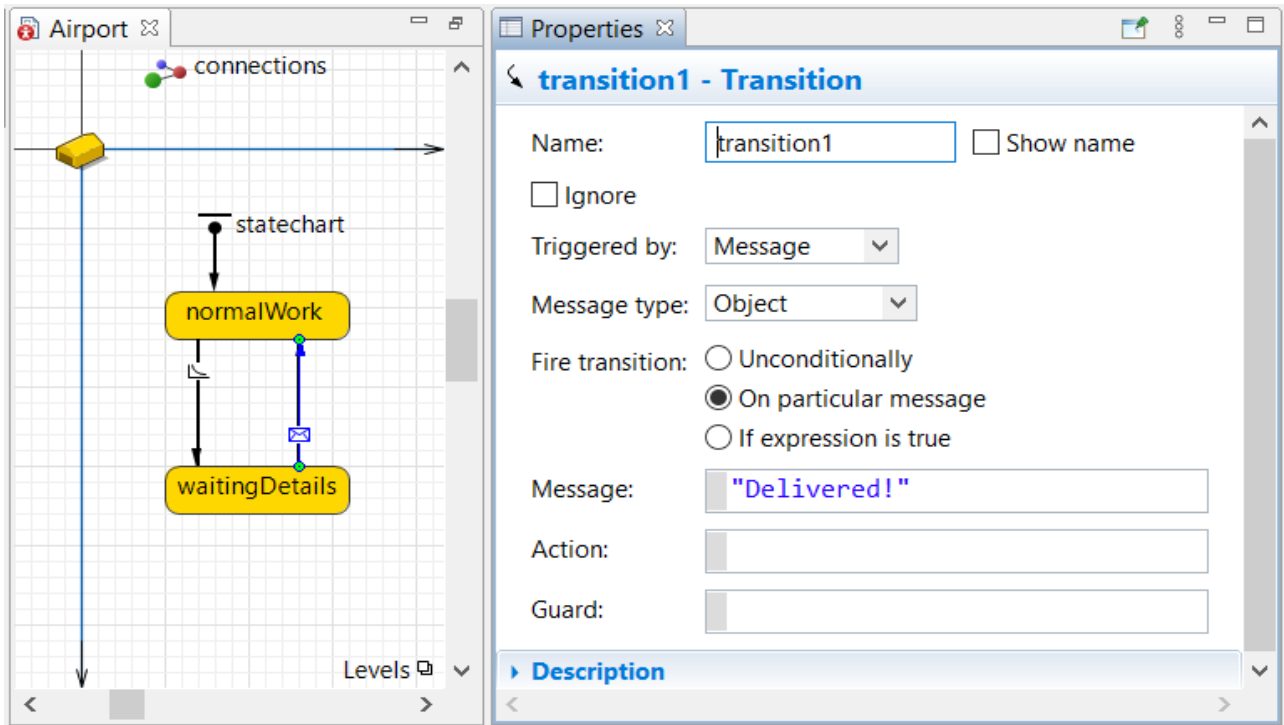 Airport
connections
statechart
normalWork
waitingDetails
Levels
Properties
transition1 - Transition
Name: transition1 Show name
Ignore
Triggered by: Message
Message type: Object
Fire transition: Unconditionally
On particular message
If expression is true
Message: "Delivered!"
Action:
Guard:
Description